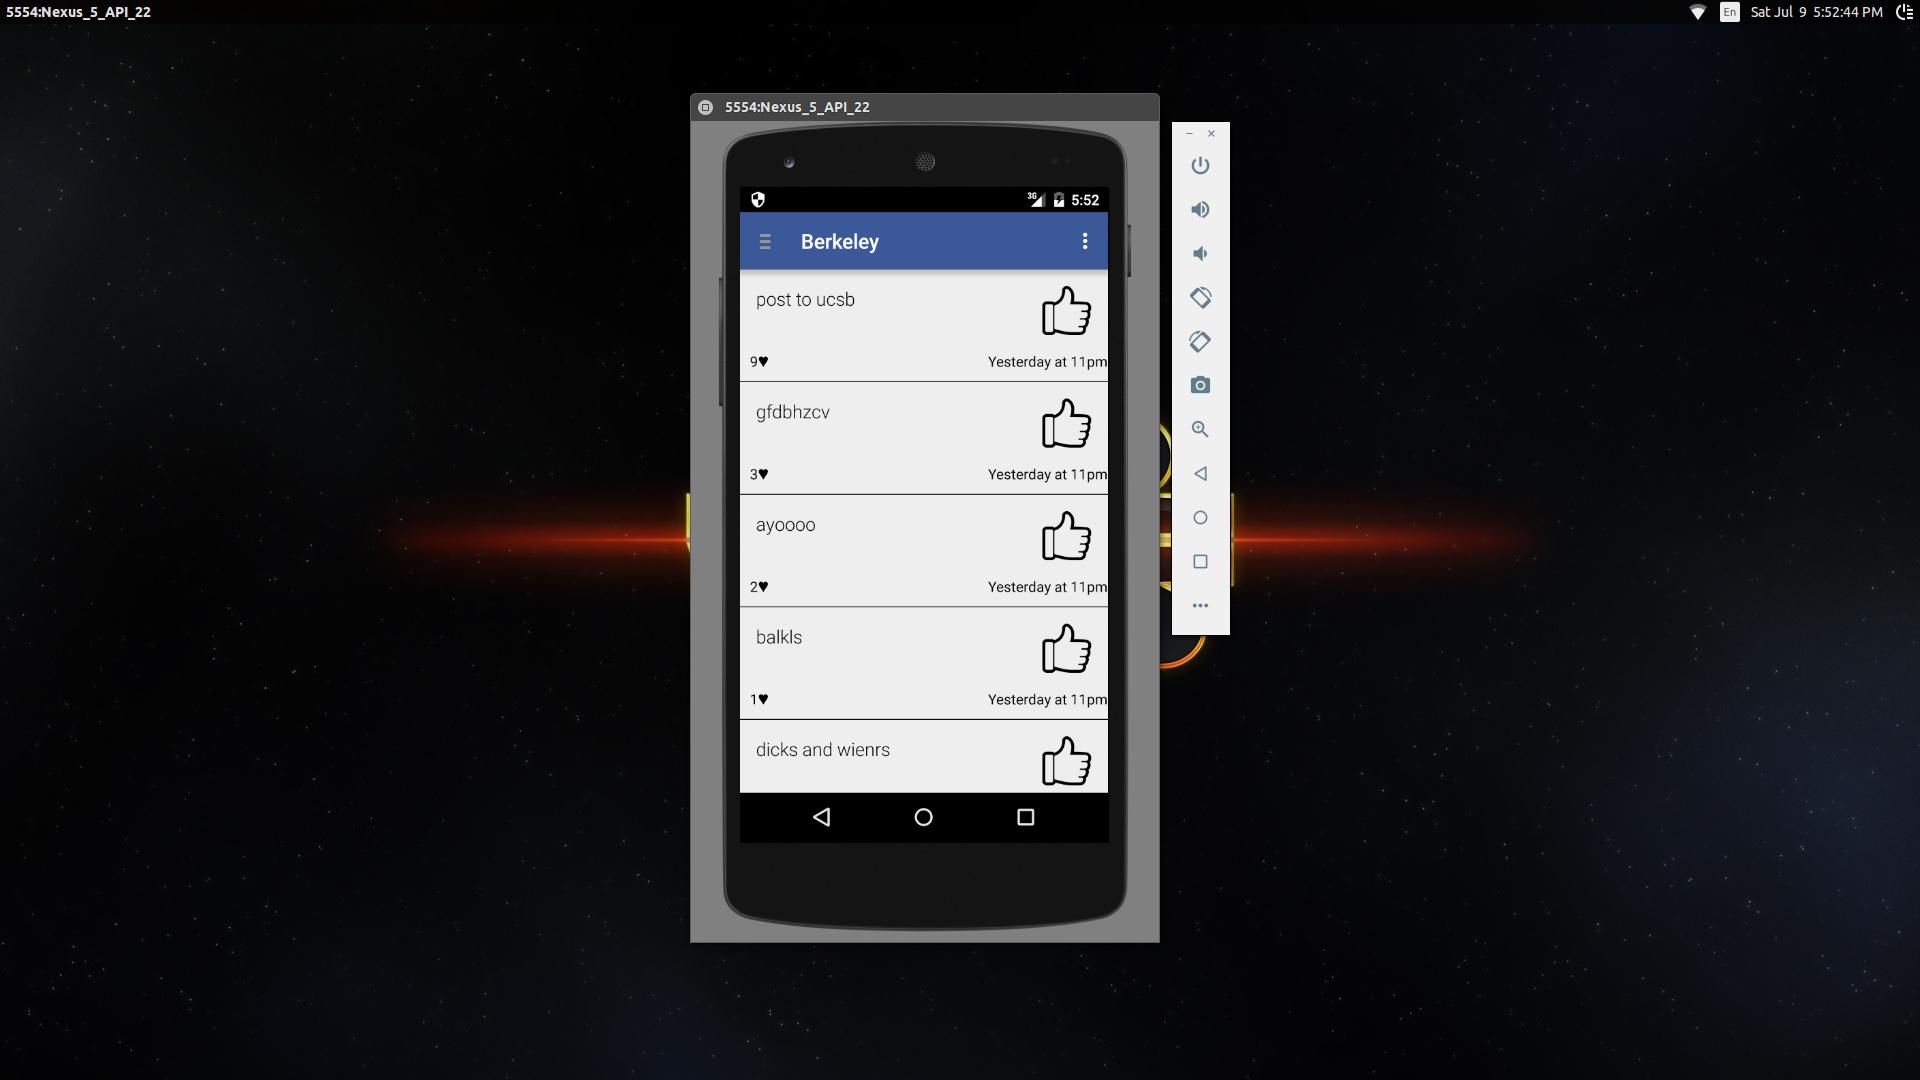 5554:Nexus_5_API_22
En Sat Jul 9 5:52:44 PM
5554:Nexus_5_API_22
3G 5:52
Berkeley
post to ucsb
9♥ Yesterday at 11pm
gfdbhzcv
3♥ Yesterday at 11pm
ayoooo
2♥ Yesterday at 11pm
balkls
1♥ Yesterday at 11pm
dicks and wienrs